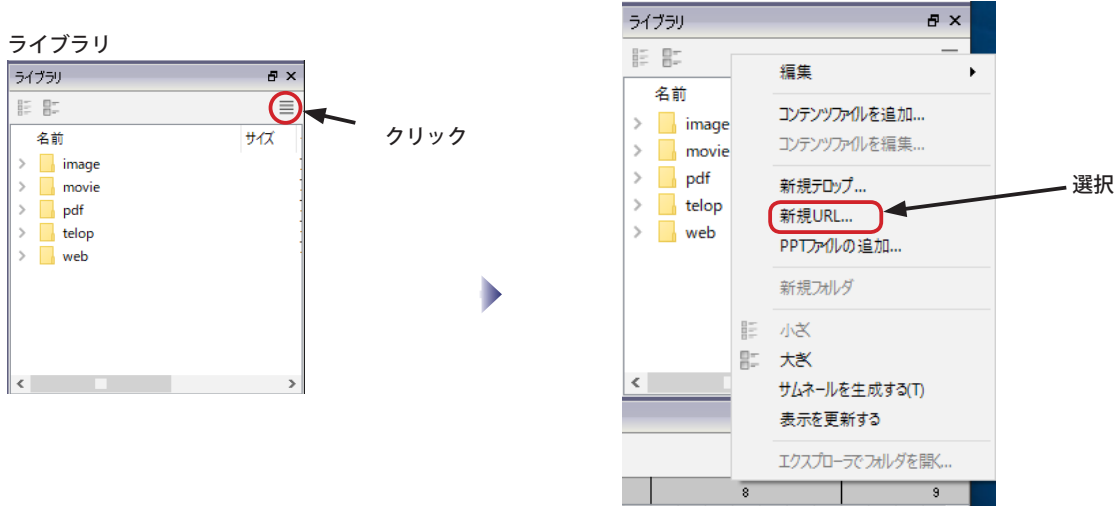 ライブラリ
ライブラリ
名前 サイズ
image
movie
pdf
telop
web
クリック
ライブラリ
名前
image
movie
pdf
telop
web
編集
コンテンツファイルを追加...
コンテンツファイルを編集...
新規テロップ...
新規URL...
PPTファイルの追加...
新規フォルダ
小さく
大きく
サムネールを生成する(T)
表示を更新する
エクスプローラでフォルダを開く...
選択
8 9